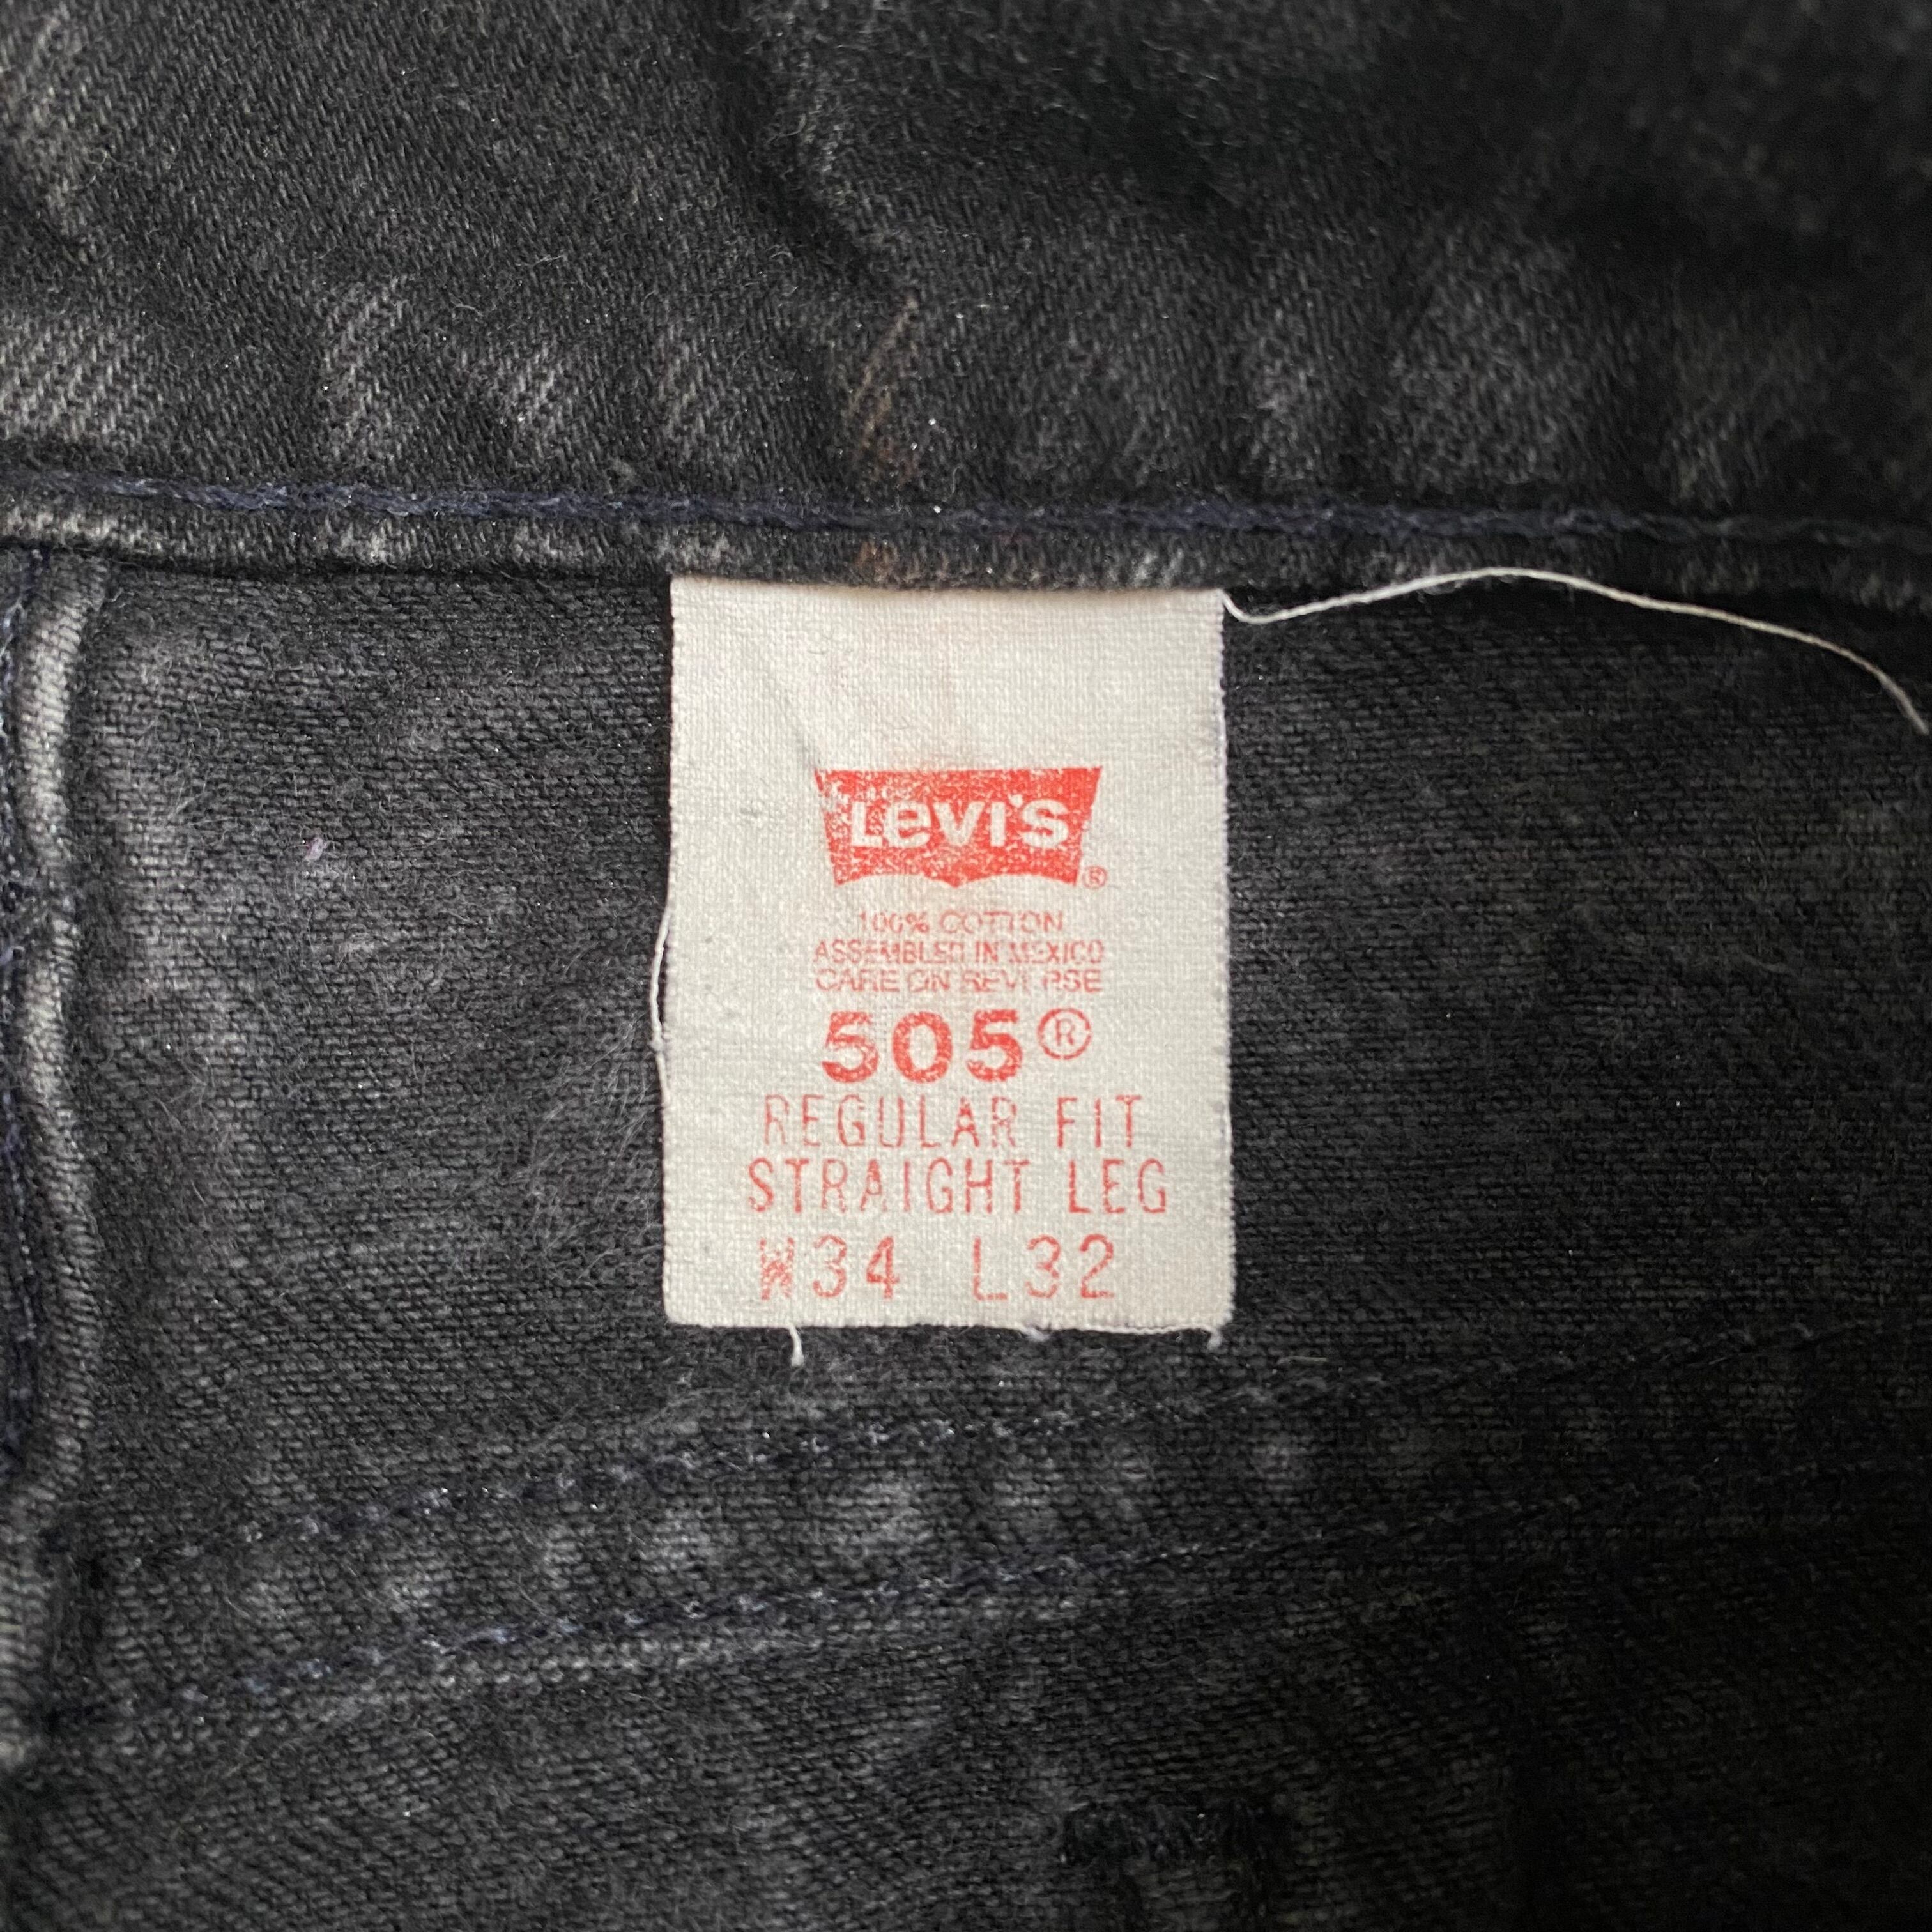 Levi's ®
100% COTTON
ASSEMBLED IN MEXICO
CARE ON REVERSE
505®
REGULAR FIT
STRAIGHT LEG
W34 L32